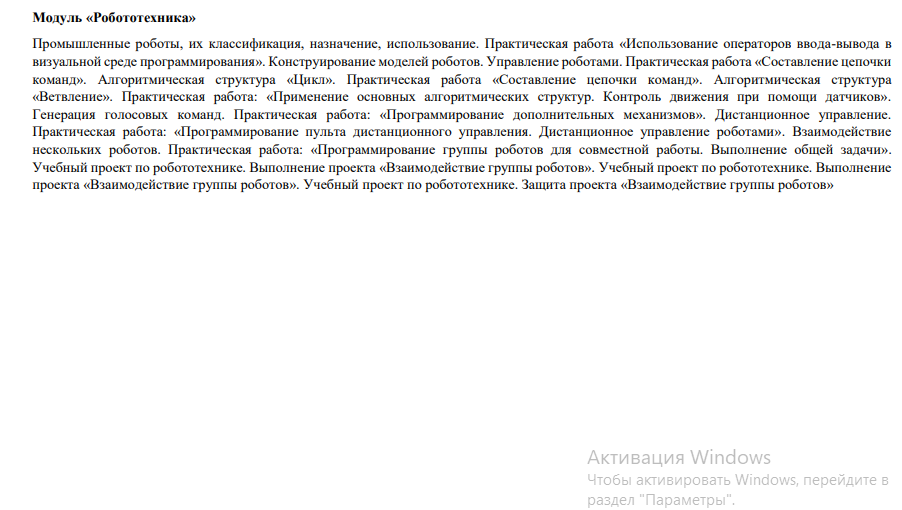 Модуль «Робототехника»
Промышленные роботы, их классификация, назначение, использование. Практическая работа «Использование операторов ввода-вывода в
визуальной среде программирования». Конструирование моделей роботов. Управление роботами. Практическая работа «Составление цепочки
команд». Алгоритмическая структура «Цикл». Практическая работа «Составление цепочки команд». Алгоритмическая структура
«Ветвление». Практическая работа: «Применение основных алгоритмических структур. Контроль движения при помощи датчиков».
Генерация голосовых команд. Практическая работа: «Программирование дополнительных механизмов». Дистанционное управление.
Практическая работа: «Программирование пульта дистанционного управления. Дистанционное управление роботами». Взаимодействие
нескольких роботов. Практическая работа: «Программирование группы роботов для совместной работы. Выполнение общей задачи».
Учебный проект по робототехнике. Выполнение проекта «Взаимодействие группы роботов». Учебный проект по робототехнике. Выполнение
проекта «Взаимодействие группы роботов». Учебный проект по робототехнике. Защита проекта «Взаимодействие группы роботов»
Активация Windows
Чтобы активировать Windows, перейдите в
раздел "Параметры".